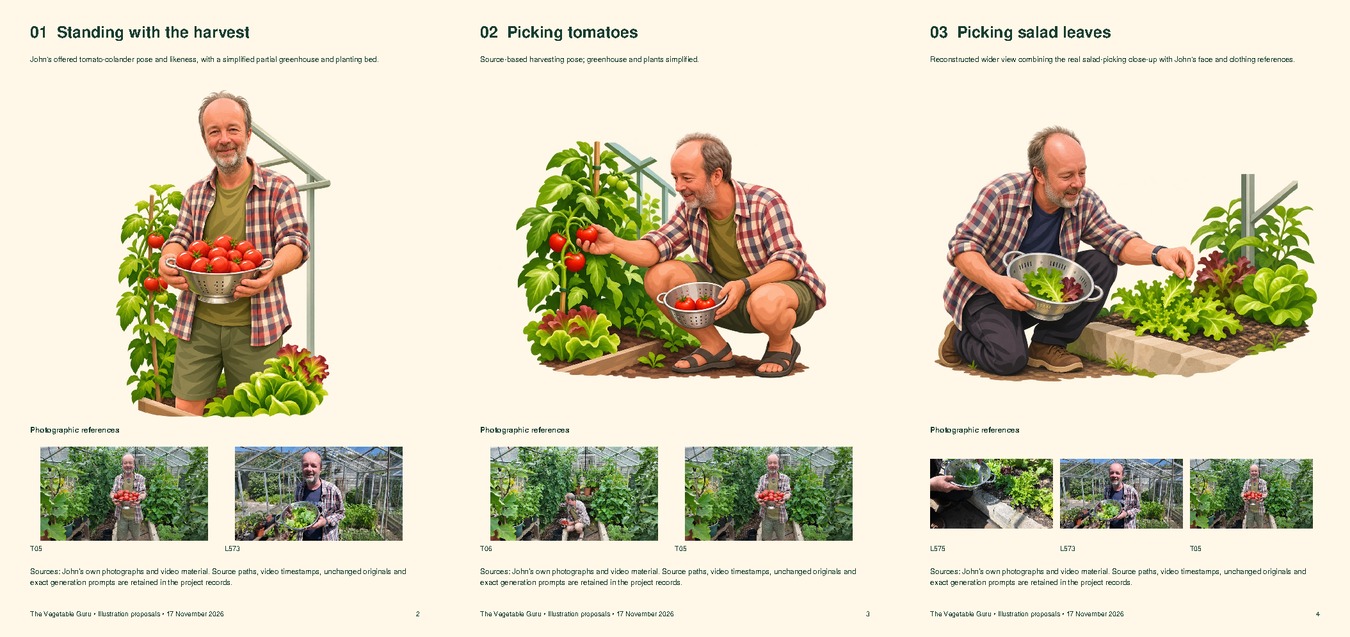 01 Standing with the harvest
John's offered tomato-colander pose and likeness, with a simplified partial greenhouse and planting bed.
Photographic references
T05
L573
Sources: John's own photographs and video material. Source paths, video timestamps, unchanged originals and
exact generation prompts are retained in the project records.
The Vegetable Guru • Illustration proposals • 17 November 2026
2
02 Picking tomatoes
Source-based harvesting pose; greenhouse and plants simplified.
Photographic references
T06
T05
Sources: John's own photographs and video material. Source paths, video timestamps, unchanged originals and
exact generation prompts are retained in the project records.
The Vegetable Guru • Illustration proposals • 17 November 2026
3
03 Picking salad leaves
Reconstructed wider view combining the real salad-picking close-up with John's face and clothing references.
Photographic references
L575
L573
T05
Sources: John's own photographs and video material. Source paths, video timestamps, unchanged originals and
exact generation prompts are retained in the project records.
The Vegetable Guru • Illustration proposals • 17 November 2026
4